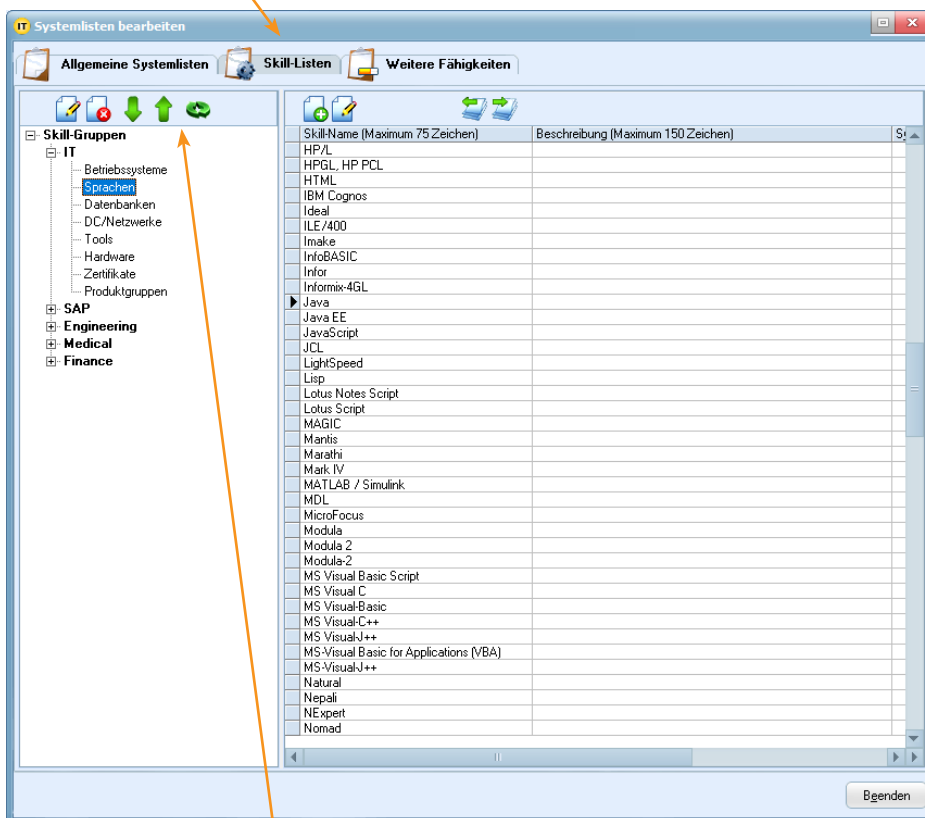 IT Systemlisten bearbeiten
Allgemeine Systemlisten Skill-Listen Weitere Fähigkeiten
Skill-Gruppen
IT
Betriebssysteme
Sprachen
Datenbanken
DC/Netzwerke
Tools
Hardware
Zertifikate
Produktgruppen
SAP
Engineering
Medical
Finance
Skill-Name (Maximum 75 Zeichen) Beschreibung (Maximum 150 Zeichen)
HP/L
HPGL, HP PCL
HTML
IBM Cognos
Ideal
ILE/400
Imake
InfoBASIC
Infor
Informix-4GL
Java
Java EE
JavaScript
JCL
LightSpeed
Lisp
Lotus Notes Script
Lotus Script
MAGIC
Mantis
Marathi
Mark IV
MATLAB / Simulink
MDL
MicroFocus
Modula
Modula 2
Modula-2
MS Visual Basic Script
MS Visual C
MS Visual-Basic
MS Visual-C++
MS Visual-J++
MS-Visual Basic for Applications (VBA)
MS-Visual-J++
Natural
Nepali
NExpert
Nomad
Beenden